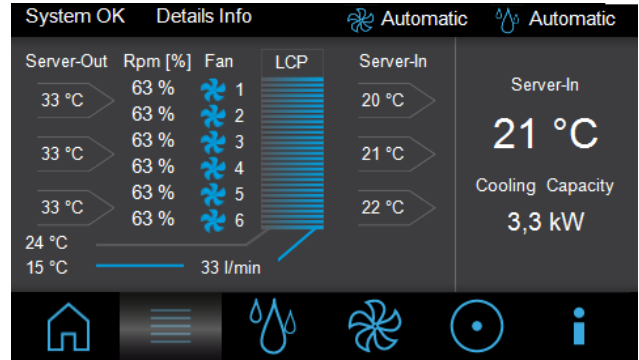 System OK Details Info Automatic Automatic
Server-Out Rpm [%] Fan LCP Server-In
33 °C 63 % 1 20 °C
63 % 2
33 °C 63 % 3 21 °C
63 % 4
33 °C 63 % 5 22 °C
63 % 6
24 °C
15 °C 33 l/min
Server-In
21 °C
Cooling Capacity
3,3 kW
i